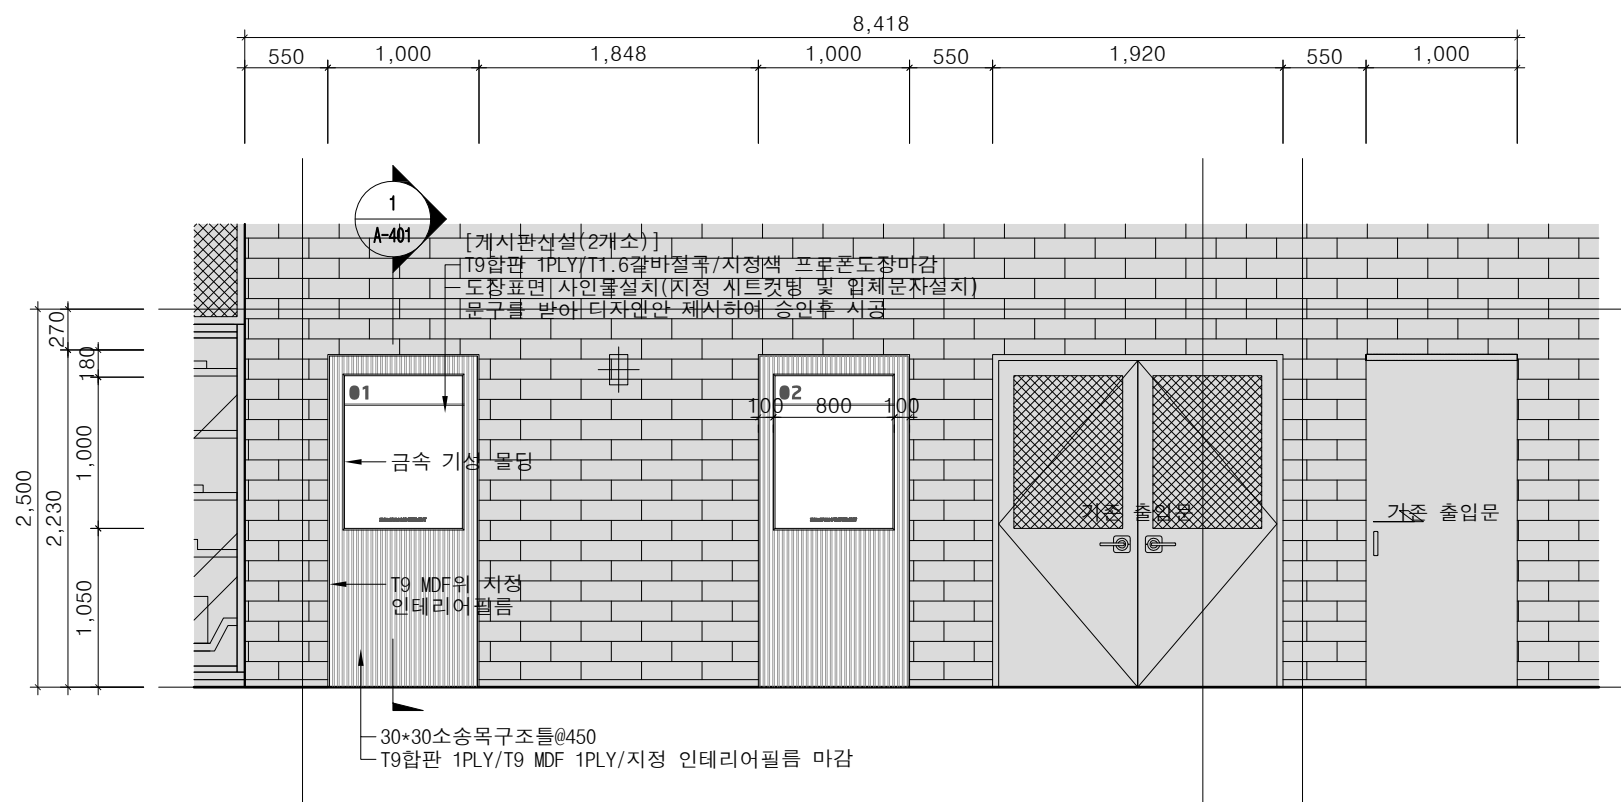 8,418
550 1,000 1,848 1,000 550 1,920 550 1,000
1
A-401
[게시판신설(2개소)]
T9합판 1PLY/T1.6갈바절곡/지정색 프로폰도장마감
도장표면 사인물설치(지정 시트컷팅 및 입체문자설치)
문구를 받아 디자인안 제시하여 승인후 시공
270
180
01
02
100 800 100
1,000
금속 기성 몰딩
2,500
2,230
기존 출입문
기존 출입문
1,050
T9 MDF위 지정
인테리어필름
30*30소송목구조틀@450
T9합판 1PLY/T9 MDF 1PLY/지정 인테리어필름 마감